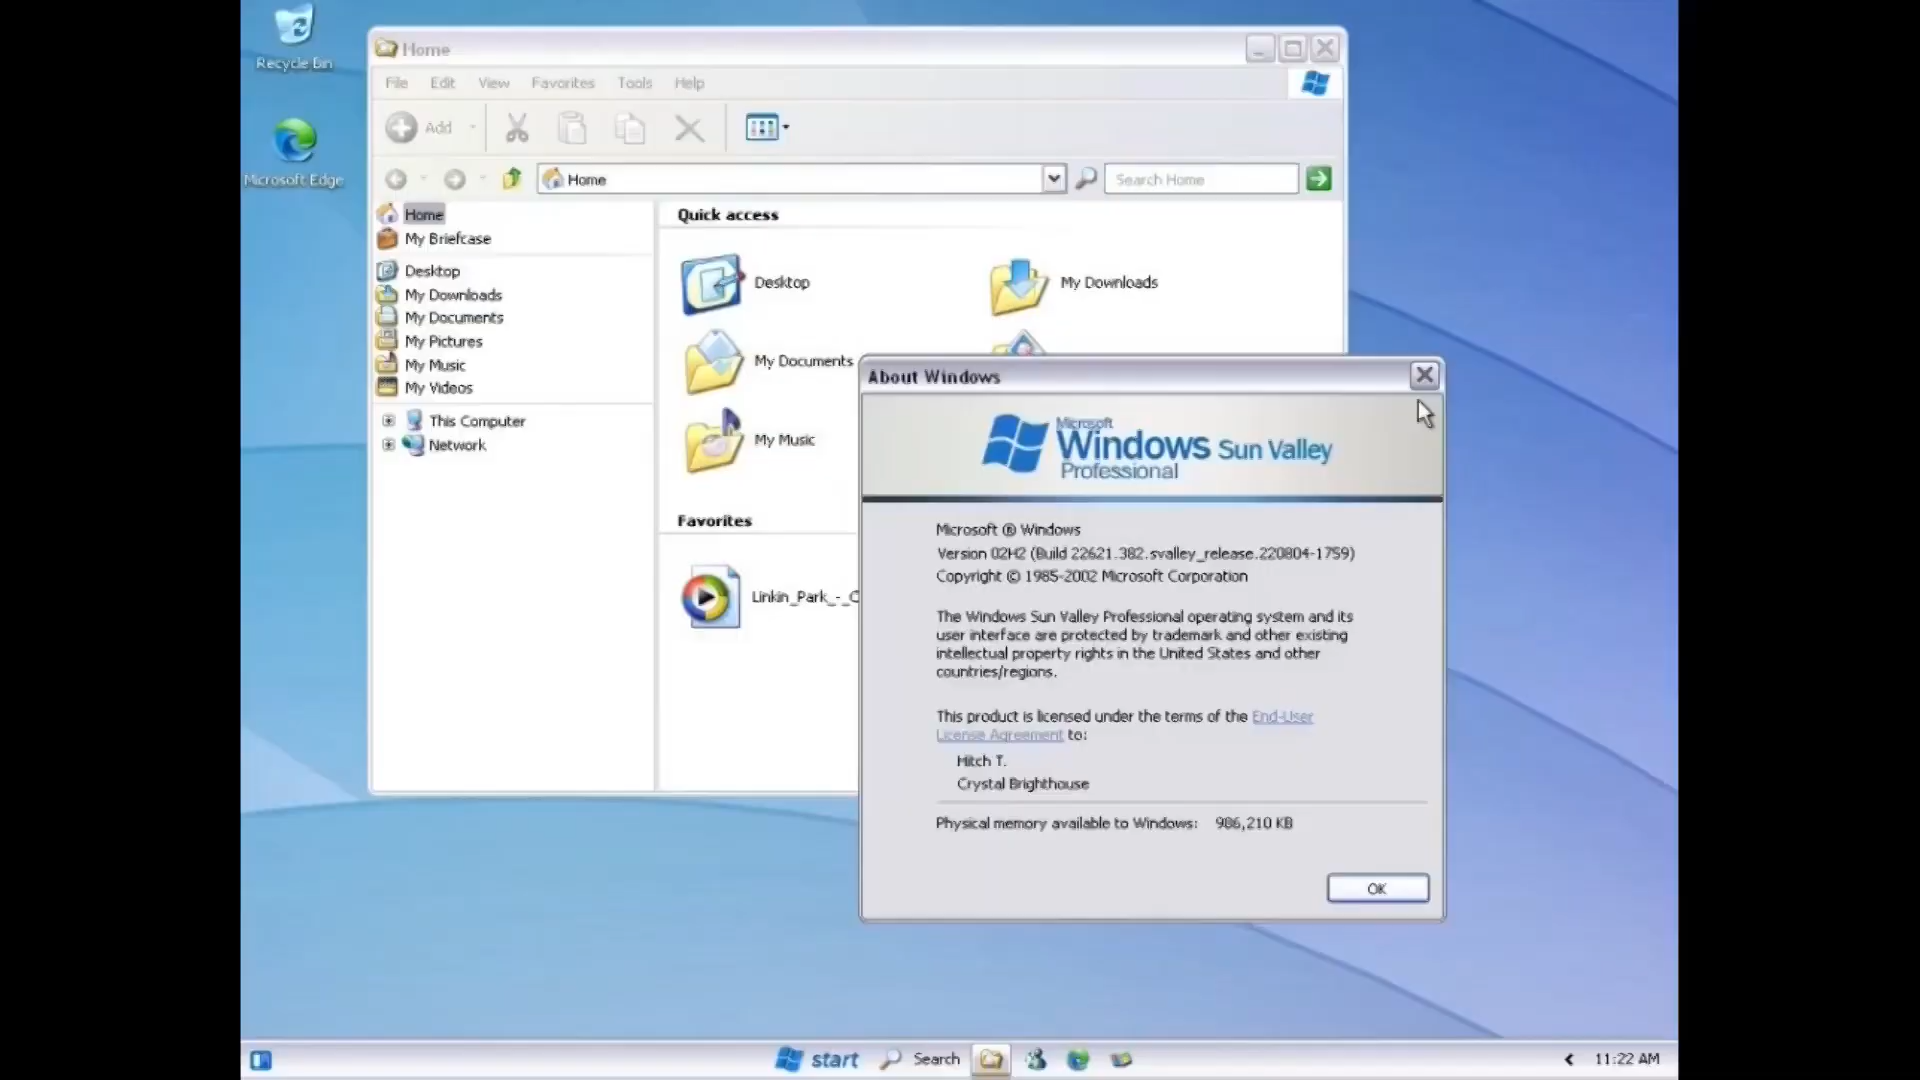 Recycle Bin
Microsoft Edge
Home
File Edit View Favorites Tools Help
Add
Home
Search Home
Home
My Briefcase
Desktop
My Downloads
My Documents
My Pictures
My Music
My Videos
This Computer
Network
Quick access
Desktop
My Downloads
My Documents
My Music
Favorites
Linkin_Park_-_C
About Windows
Microsoft
Windows Sun Valley
Professional
Microsoft ® Windows
Version 02H2 (Build 22621.382.svalley_release.220804-1759)
Copyright © 1985-2002 Microsoft Corporation
The Windows Sun Valley Professional operating system and its
user interface are protected by trademark and other existing
intellectual property rights in the United States and other
countries/regions.
This product is licensed under the terms of the End-User
License Agreement to:
Hitch T.
Crystal Brighthouse
Physical memory available to Windows: 986,210 KB
OK
start
Search
11:22 AM